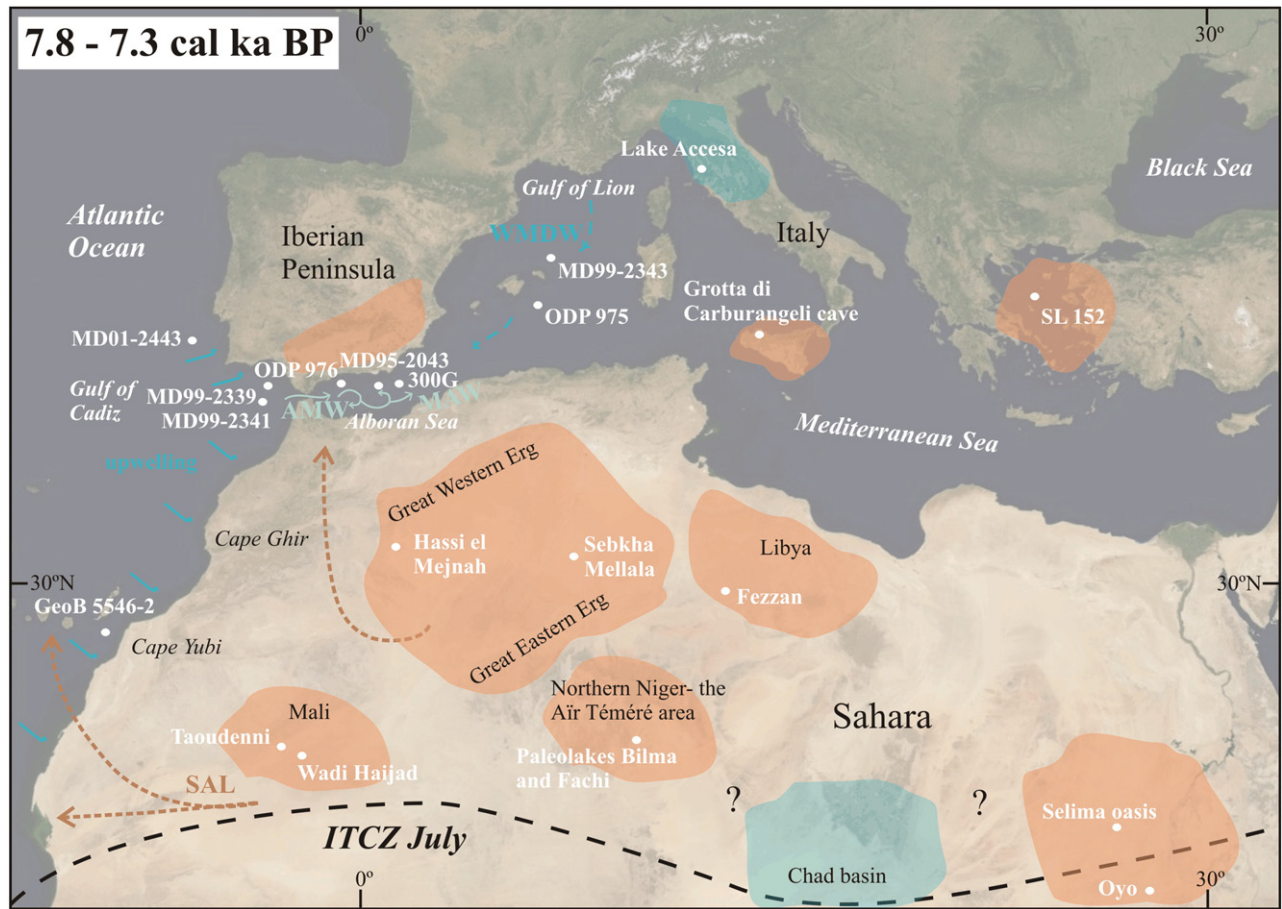 7.8 - 7.3 cal ka BP
0º
30º
Lake Accesa
Black Sea
Gulf of Lion
Atlantic
Ocean
Iberian
Peninsula
WMDW
Italy
MD99-2343
Grotta di
Carburangeli cave
ODP 975
SL 152
MD01-2443
ODP 976
MD95-2043
300G
Gulf of
Cadiz
MD99-2339
MD99-2341
AMW
MAW
Alboran Sea
Mediterranean Sea
upwelling
Great Western Erg
Cape Ghir
Hassi el
Mejnah
Sebkha
Mellala
Libya
30ºN
30ºN
Fezzan
GeoB 5546-2
Cape Yubi
Great Eastern Erg
Northern Niger- the
Aïr Téméré area
Mali
Sahara
Taoudenni
Wadi Haijad
Paleolakes Bilma
and Fachi
SAL
?
?
Selima oasis
ITCZ July
Chad basin
Oyo
0º
30º